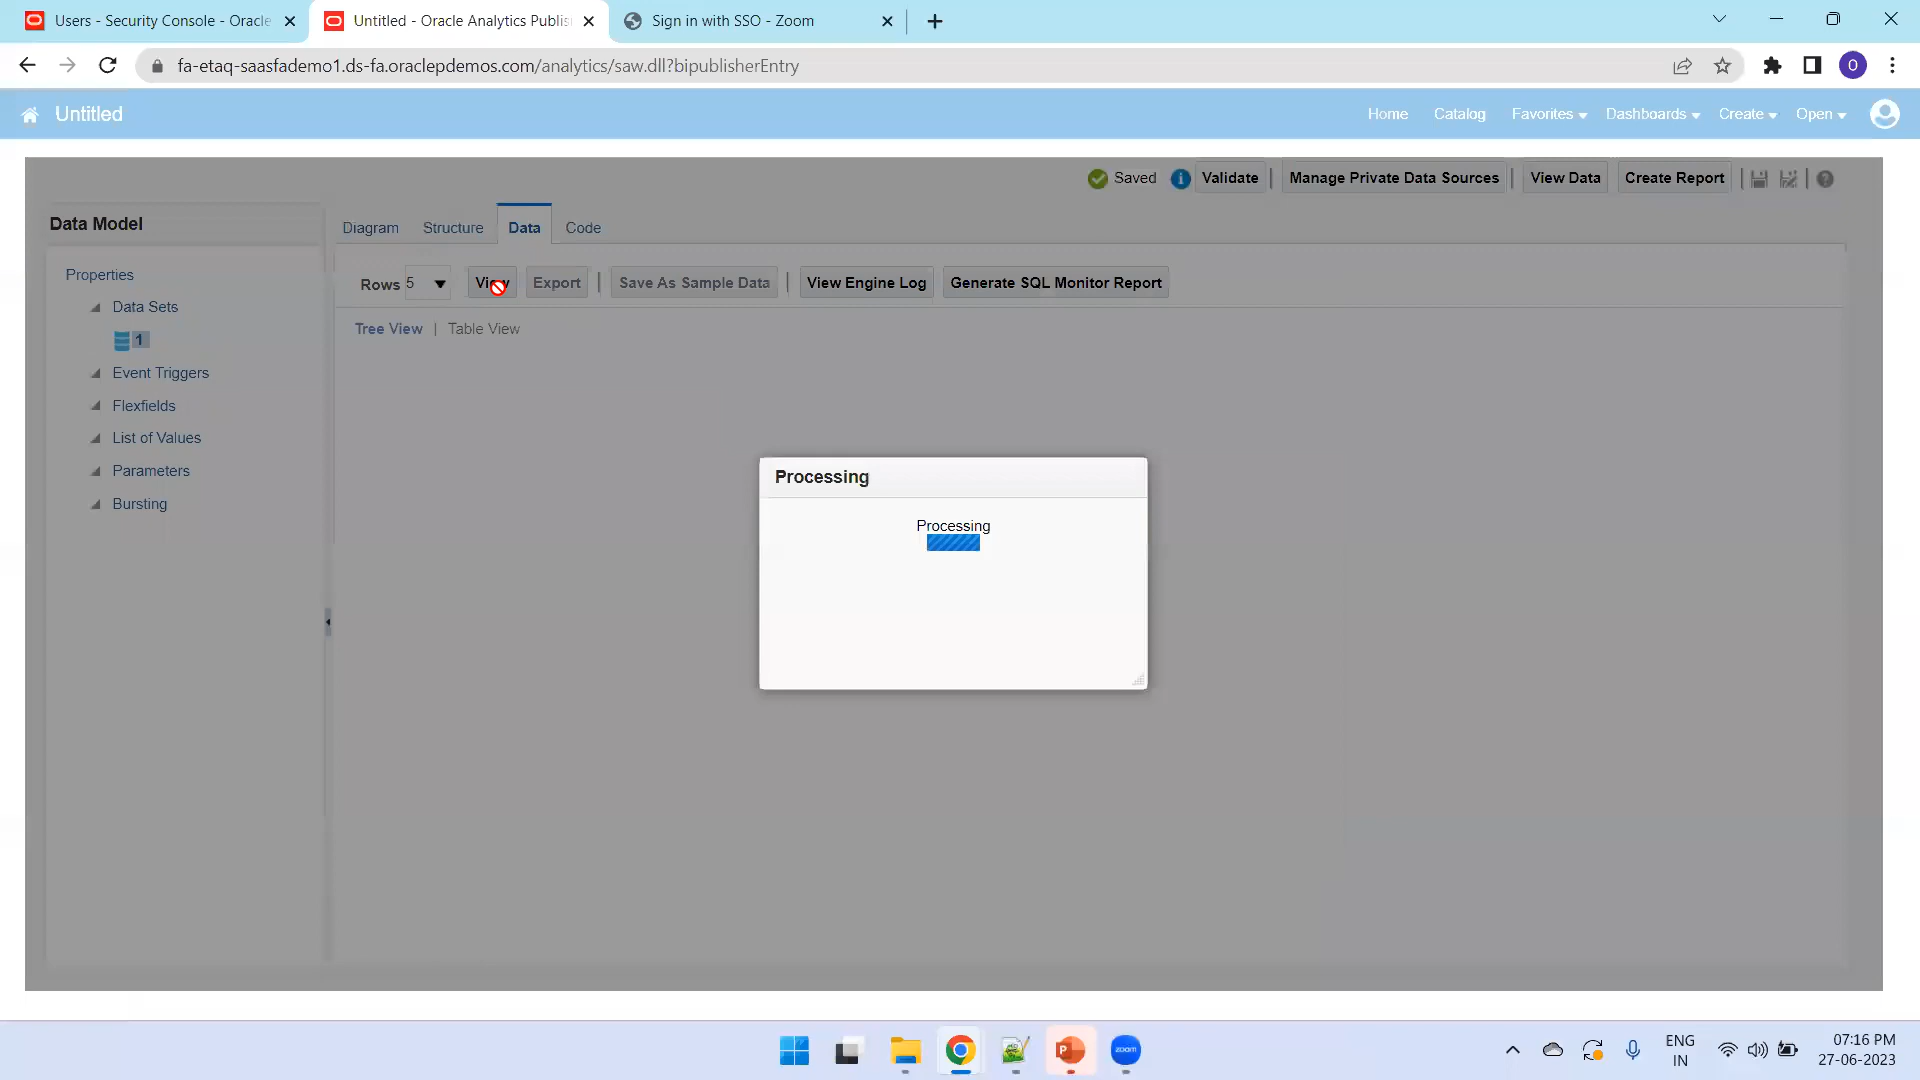 Users - Security Console - Oracle
Untitled - Oracle Analytics Publis
Sign in with SSO - Zoom
fa-etaq-saasfademo1.ds-fa.oraclepdemos.com/analytics/saw.dll?bipublisherEntry
O
Untitled
Home
Catalog
Favorites
Dashboards
Create
Open
Saved
Validate
Manage Private Data Sources
View Data
Create Report
Data Model
Diagram
Structure
Data
Code
Properties
Data Sets
1
Event Triggers
Flexfields
List of Values
Parameters
Bursting
Rows 5
View
Export
Save As Sample Data
View Engine Log
Generate SQL Monitor Report
Tree View | Table View
Processing
Processing
zoom
ENG
IN
07:16 PM
27-06-2023